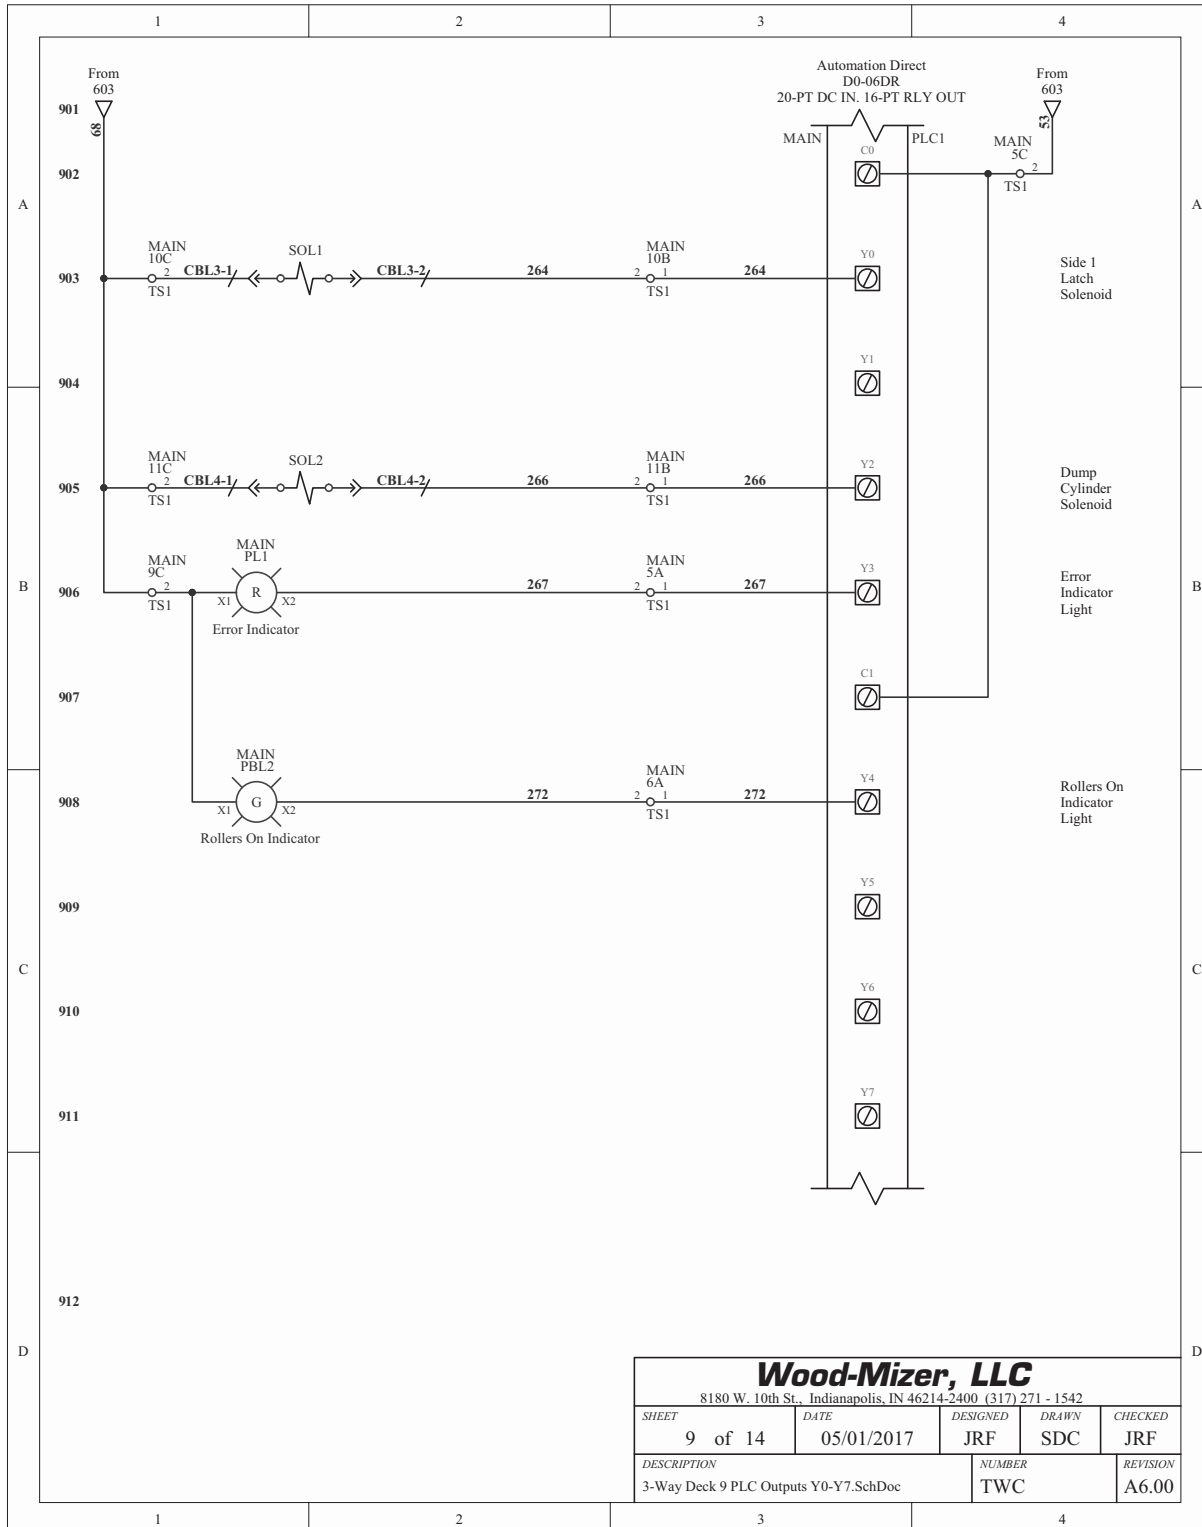 1 2 3 4
From
603
Automation Direct
D0-06DR
20-PT DC IN. 16-PT RLY OUT
From
603
901
68
MAIN
PLC1
53
C0
MAIN
5C
2
TS1
902
A
A
MAIN
10C
2
TS1
CBL3-1
SOL1
CBL3-2
264
MAIN
10B
2 1
TS1
264
Y0
Side 1
Latch
Solenoid
903
Y1
904
MAIN
11C
2
TS1
CBL4-1
SOL2
CBL4-2
266
MAIN
11B
2 1
TS1
266
Y2
Dump
Cylinder
Solenoid
905
B
B
MAIN
9C
2
TS1
MAIN
PL1
X1
R
X2
Error Indicator
267
MAIN
5A
2 1
TS1
267
Y3
Error
Indicator
Light
906
C1
907
MAIN
PBL2
X1
G
X2
Rollers On Indicator
272
MAIN
6A
2 1
TS1
272
Y4
Rollers On
Indicator
Light
908
Y5
909
C
C
Y6
910
Y7
911
912
D
D
Wood-Mizer, LLC
8180 W. 10th St., Indianapolis, IN 46214-2400 (317) 271 - 1542
SHEET
9 of 14
DATE
05/01/2017
DESIGNED
JRF
DRAWN
SDC
CHECKED
JRF
DESCRIPTION
3-Way Deck 9 PLC Outputs Y0-Y7.SchDoc
NUMBER
TWC
REVISION
A6.00
1 2 3 4